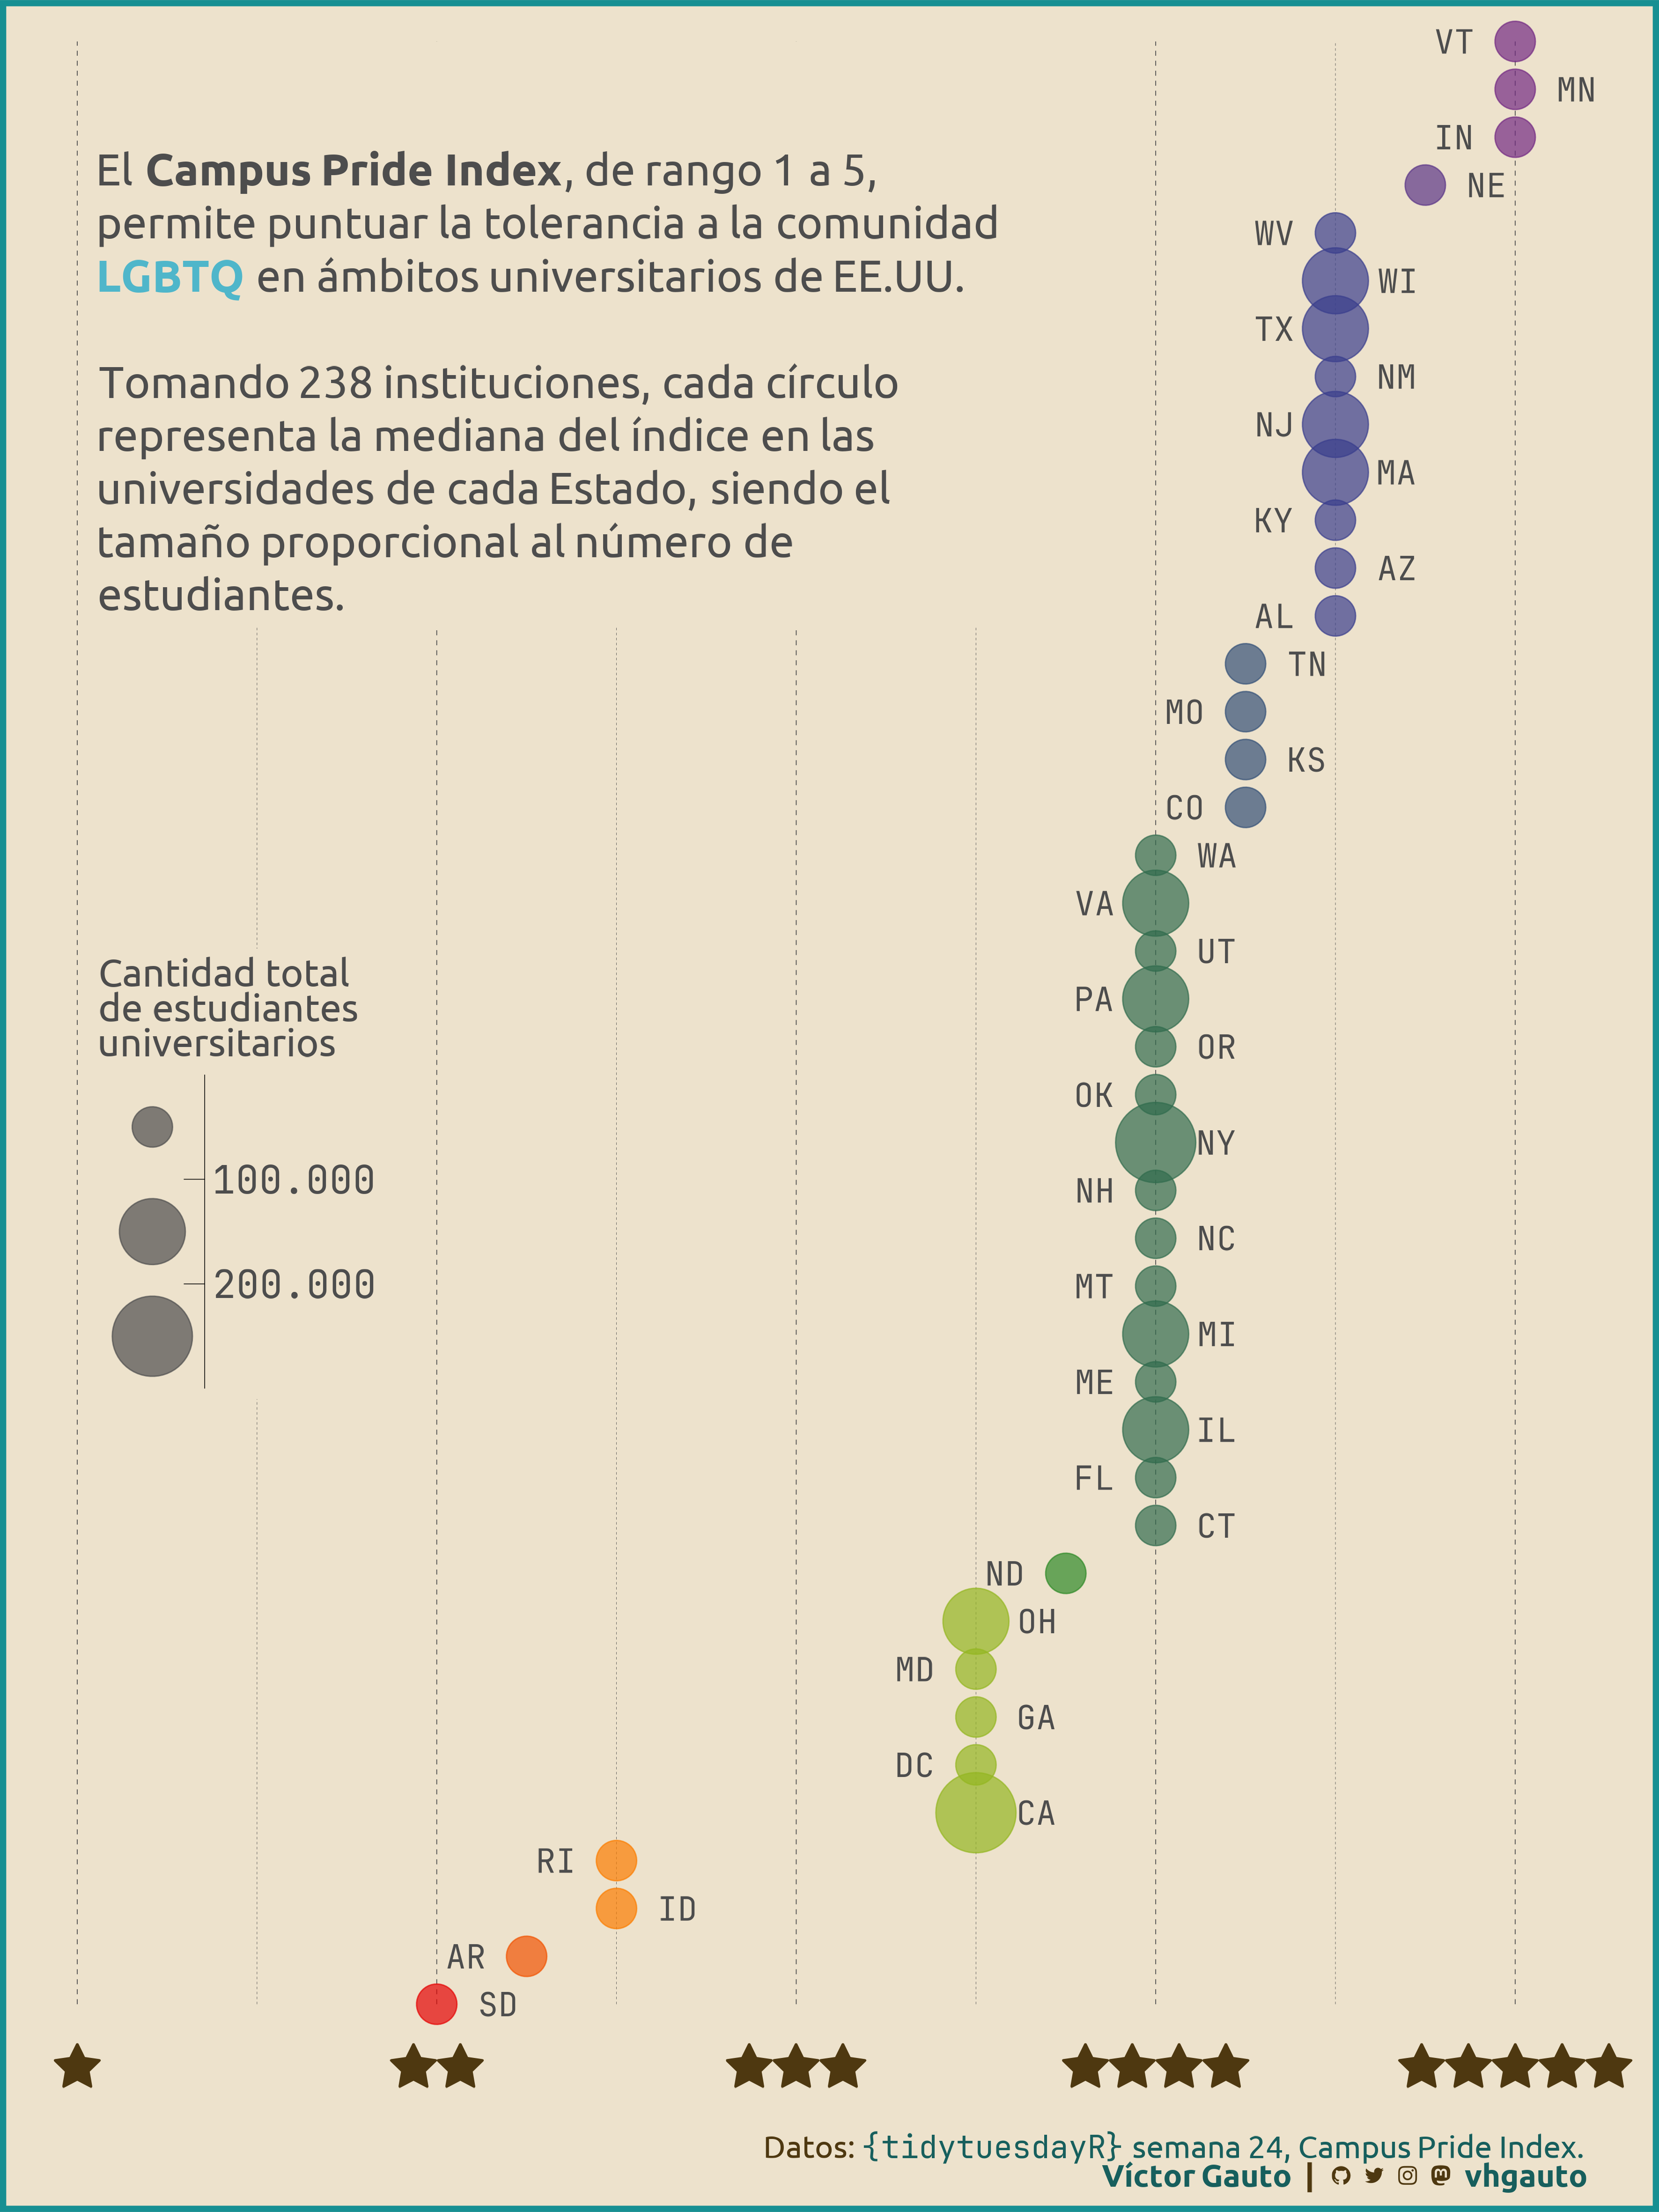 VT
MN
IN
El Campus Pride Index, de rango 1 a 5,
permite puntuar la tolerancia a la comunidad
LGBTQ en ámbitos universitarios de EE.UU.
Tomando 238 instituciones, cada círculo
representa la mediana del índice en las
universidades de cada Estado, siendo el
tamaño proporcional al número de
estudiantes.
NE
WV
WI
TX
NM
NJ
MA
KY
AZ
AL
TN
MO
KS
CO
WA
VA
UT
PA
OR
OK
NY
NH
NC
MT
MI
ME
IL
FL
CT
Cantidad total
de estudiantes
universitarios
100.000
200.000
ND
OH
MD
GA
DC
CA
RI
ID
AR
SD
Datos: {tidytuesdayR} semana 24, Campus Pride Index.
Víctor Gauto | vhgauto